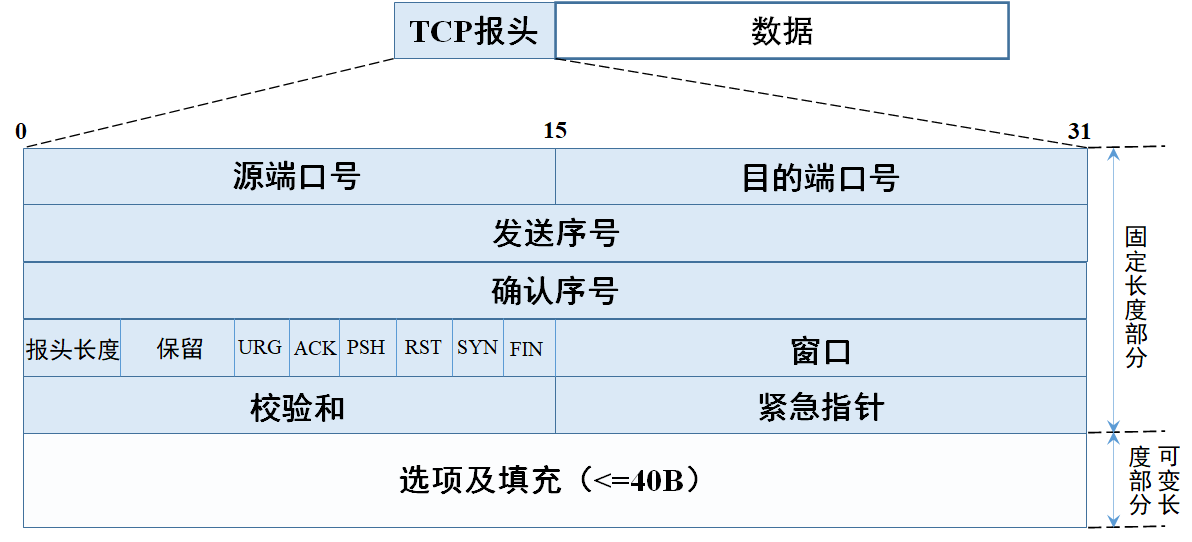 TCP报头 数据
0 15 31
源端口号 目的端口号
发送序号
确认序号
报头长度 保留 URG ACK PSH RST SYN FIN 窗口
校验和 紧急指针
选项及填充（<=40B）
固定长度部分
可变长
度部分